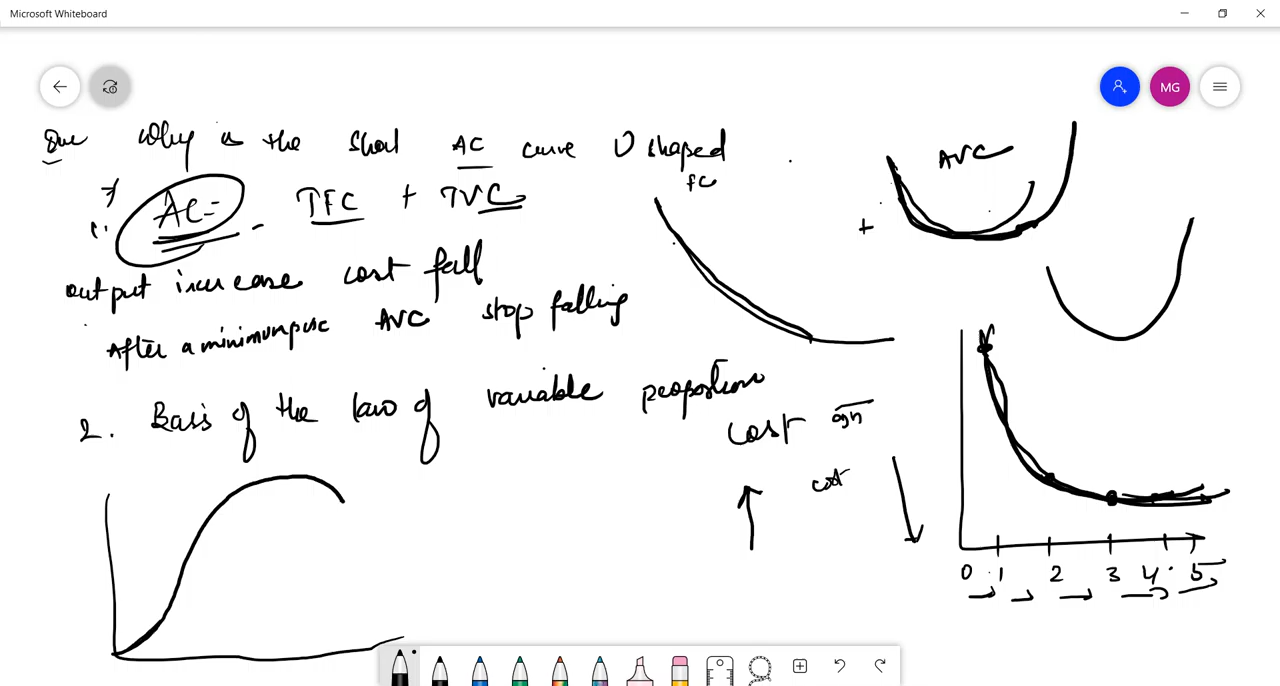 Microsoft Whiteboard
MG
Que Why is the Short AC curve U shaped
AC = TFC + TVC
FC
AVC
+
output increase cost fall
After a minimum AVC stop falling
2. Basis of the law of variable proportions
cost
cost
0 1 2 3 4 5